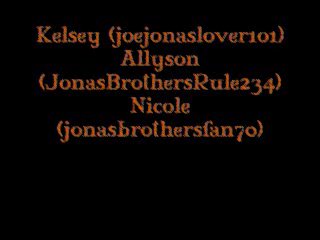 Kelsey (joejonaslover101)
Allyson
(JonasBrothersRule234)
Nicole
(jonasbrothersfan70)